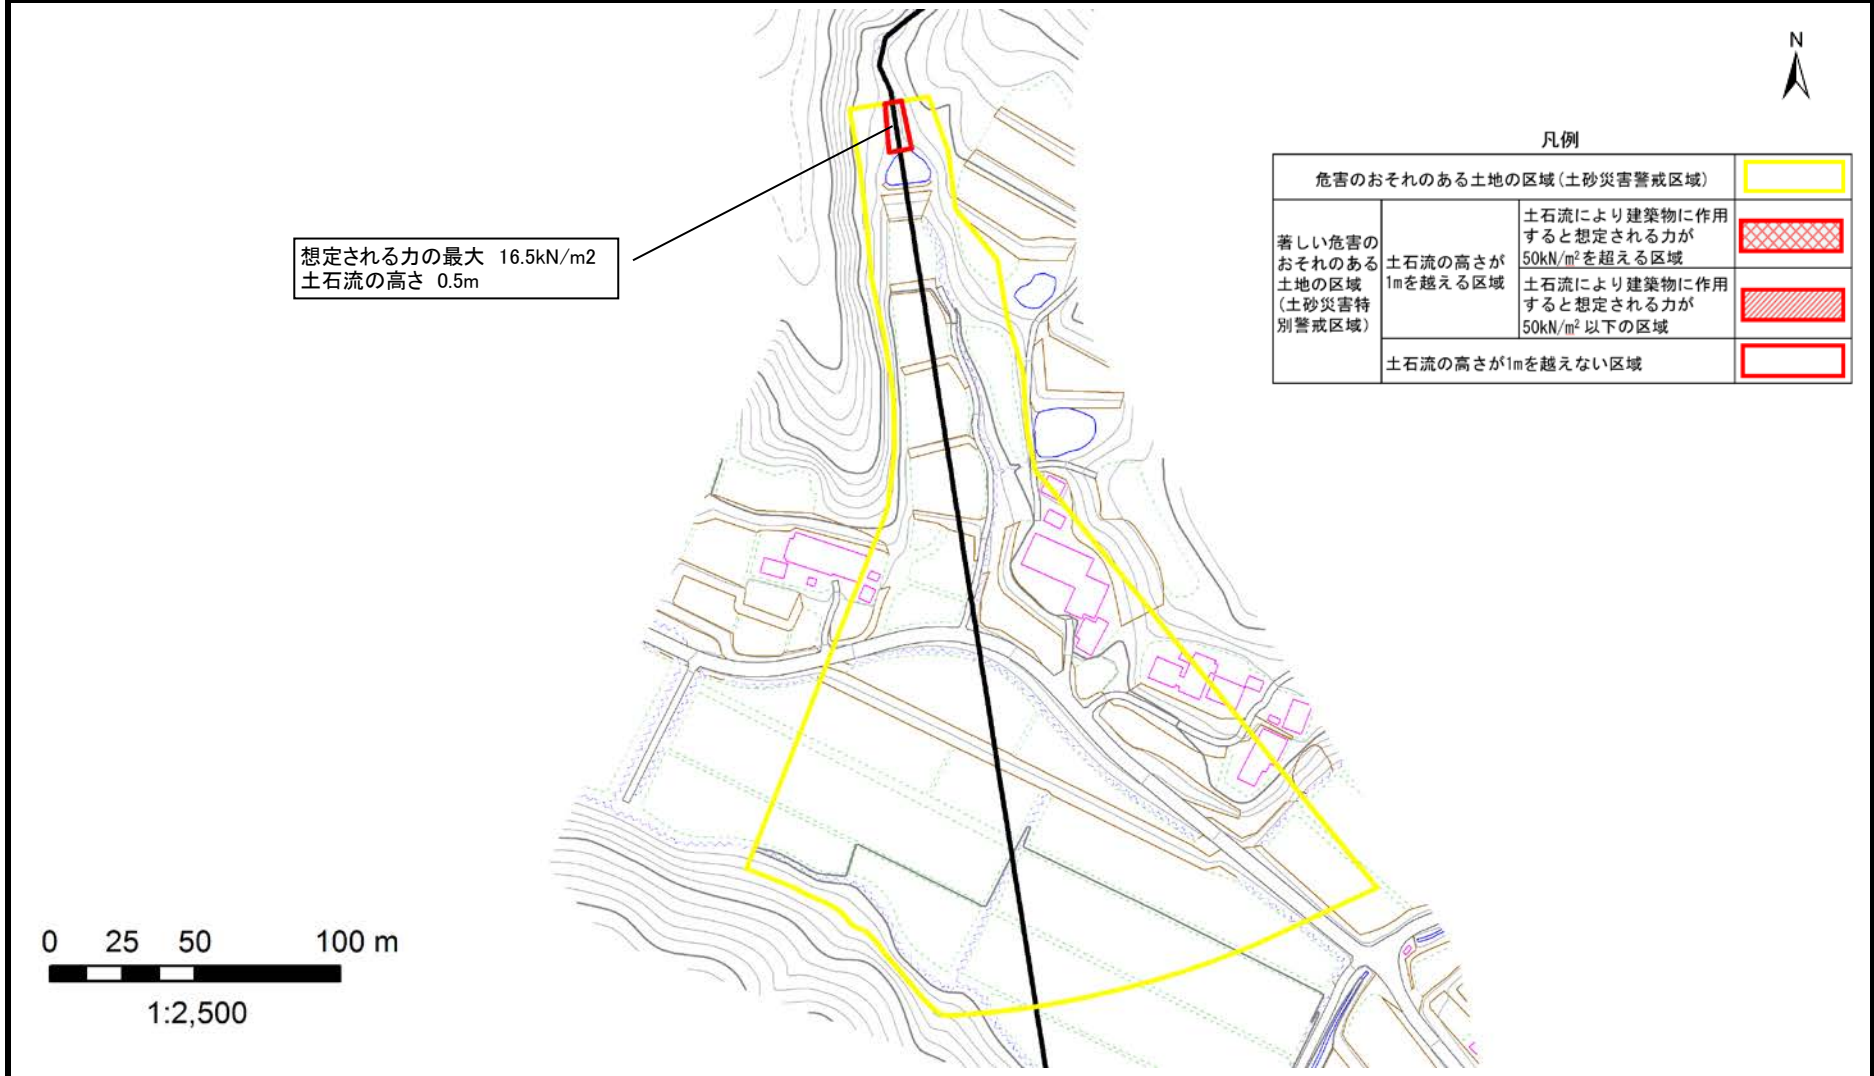 N
凡例
危害のおそれのある土地の区域(土砂災害警戒区域)
著しい危害の
おそれのある
土地の区域
(土砂災害特
別警戒区域)
土石流の高さが
1mを越える区域
土石流により建築物に作用
すると想定される力が
50kN/m²を超える区域
土石流により建築物に作用
すると想定される力が
50kN/m² 以下の区域
土石流の高さが1mを越えない区域
想定される力の最大 16.5kN/m2
土石流の高さ 0.5m
0 25 50 100 m
1:2,500